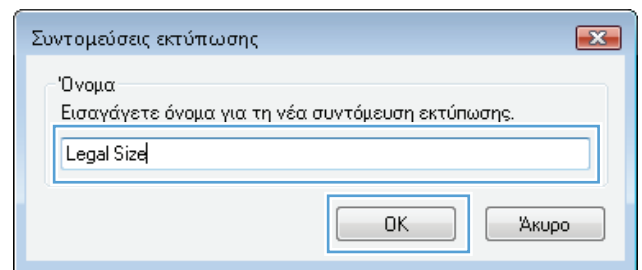 Συντομεύσεις εκτύπωσης
Όνομα
Εισαγάγετε όνομα για τη νέα συντόμευση εκτύπωσης.
Legal Size
OK
Άκυρο